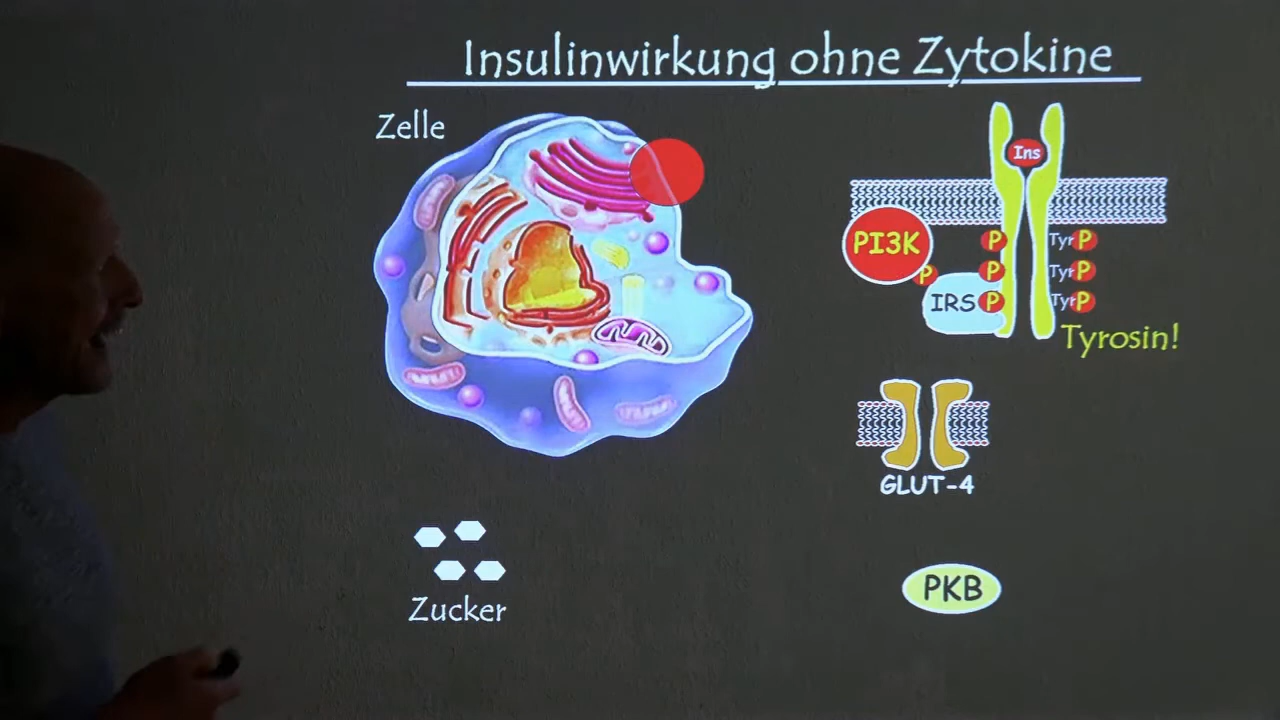 Insulinwirkung ohne Zytokine
Zelle
Ins
PI3K
P
P
P
IRS
P
Tyr P
Tyr P
Tyr P
Tyrosin!
GLUT-4
Zucker
PKB